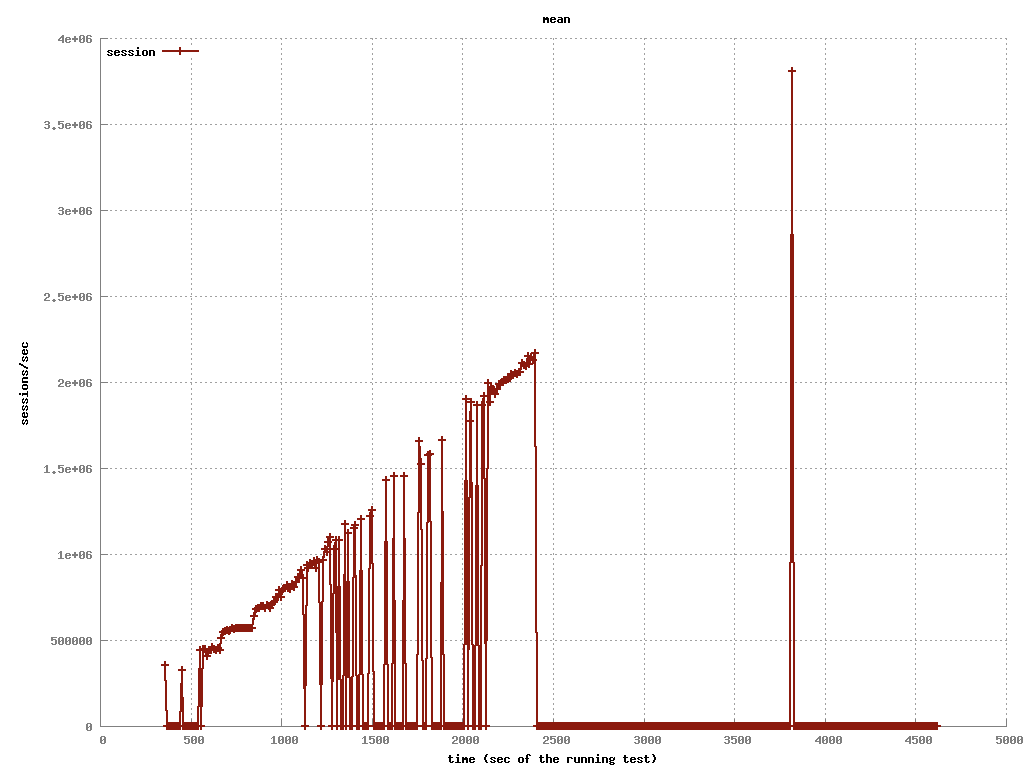 mean
session
4e+06
3.5e+06
3e+06
2.5e+06
2e+06
1.5e+06
1e+06
500000
0
sessions/sec
0 500 1000 1500 2000 2500 3000 3500 4000 4500 5000
time (sec of the running test)